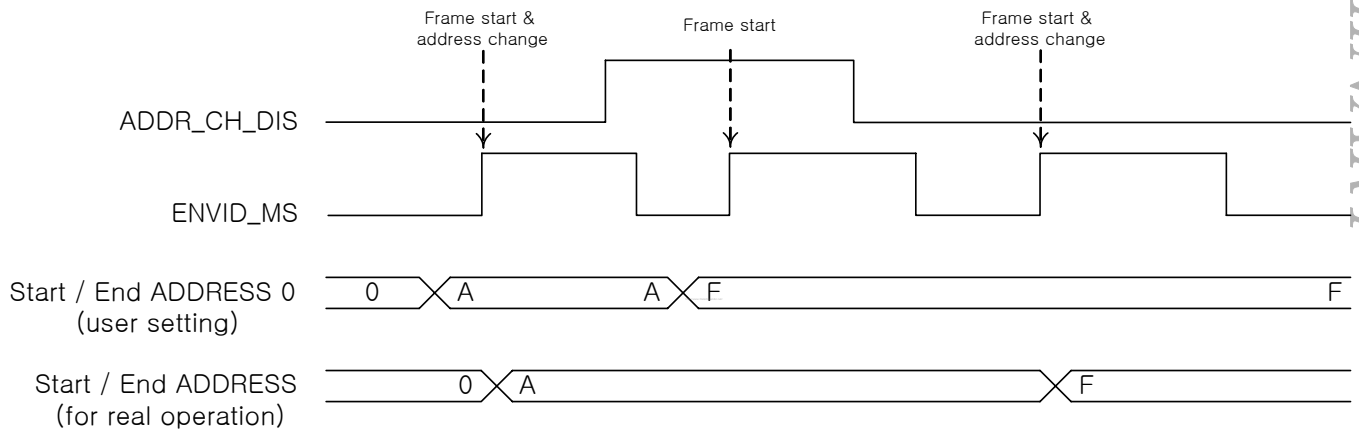 Frame start &
address change
Frame start
Frame start &
address change
ADDR_CH_DIS
ENVID_MS
Start / End ADDRESS 0
(user setting)
0 A A F F
Start / End ADDRESS
(for real operation)
0 A F